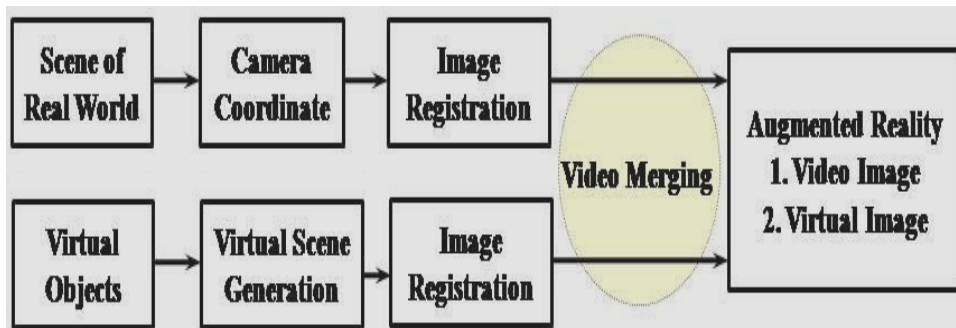 Scene of
Real World
Camera
Coordinate
Image
Registration
Virtual
Objects
Virtual Scene
Generation
Image
Registration
Video Merging
Augmented Reality
1. Video Image
2. Virtual Image